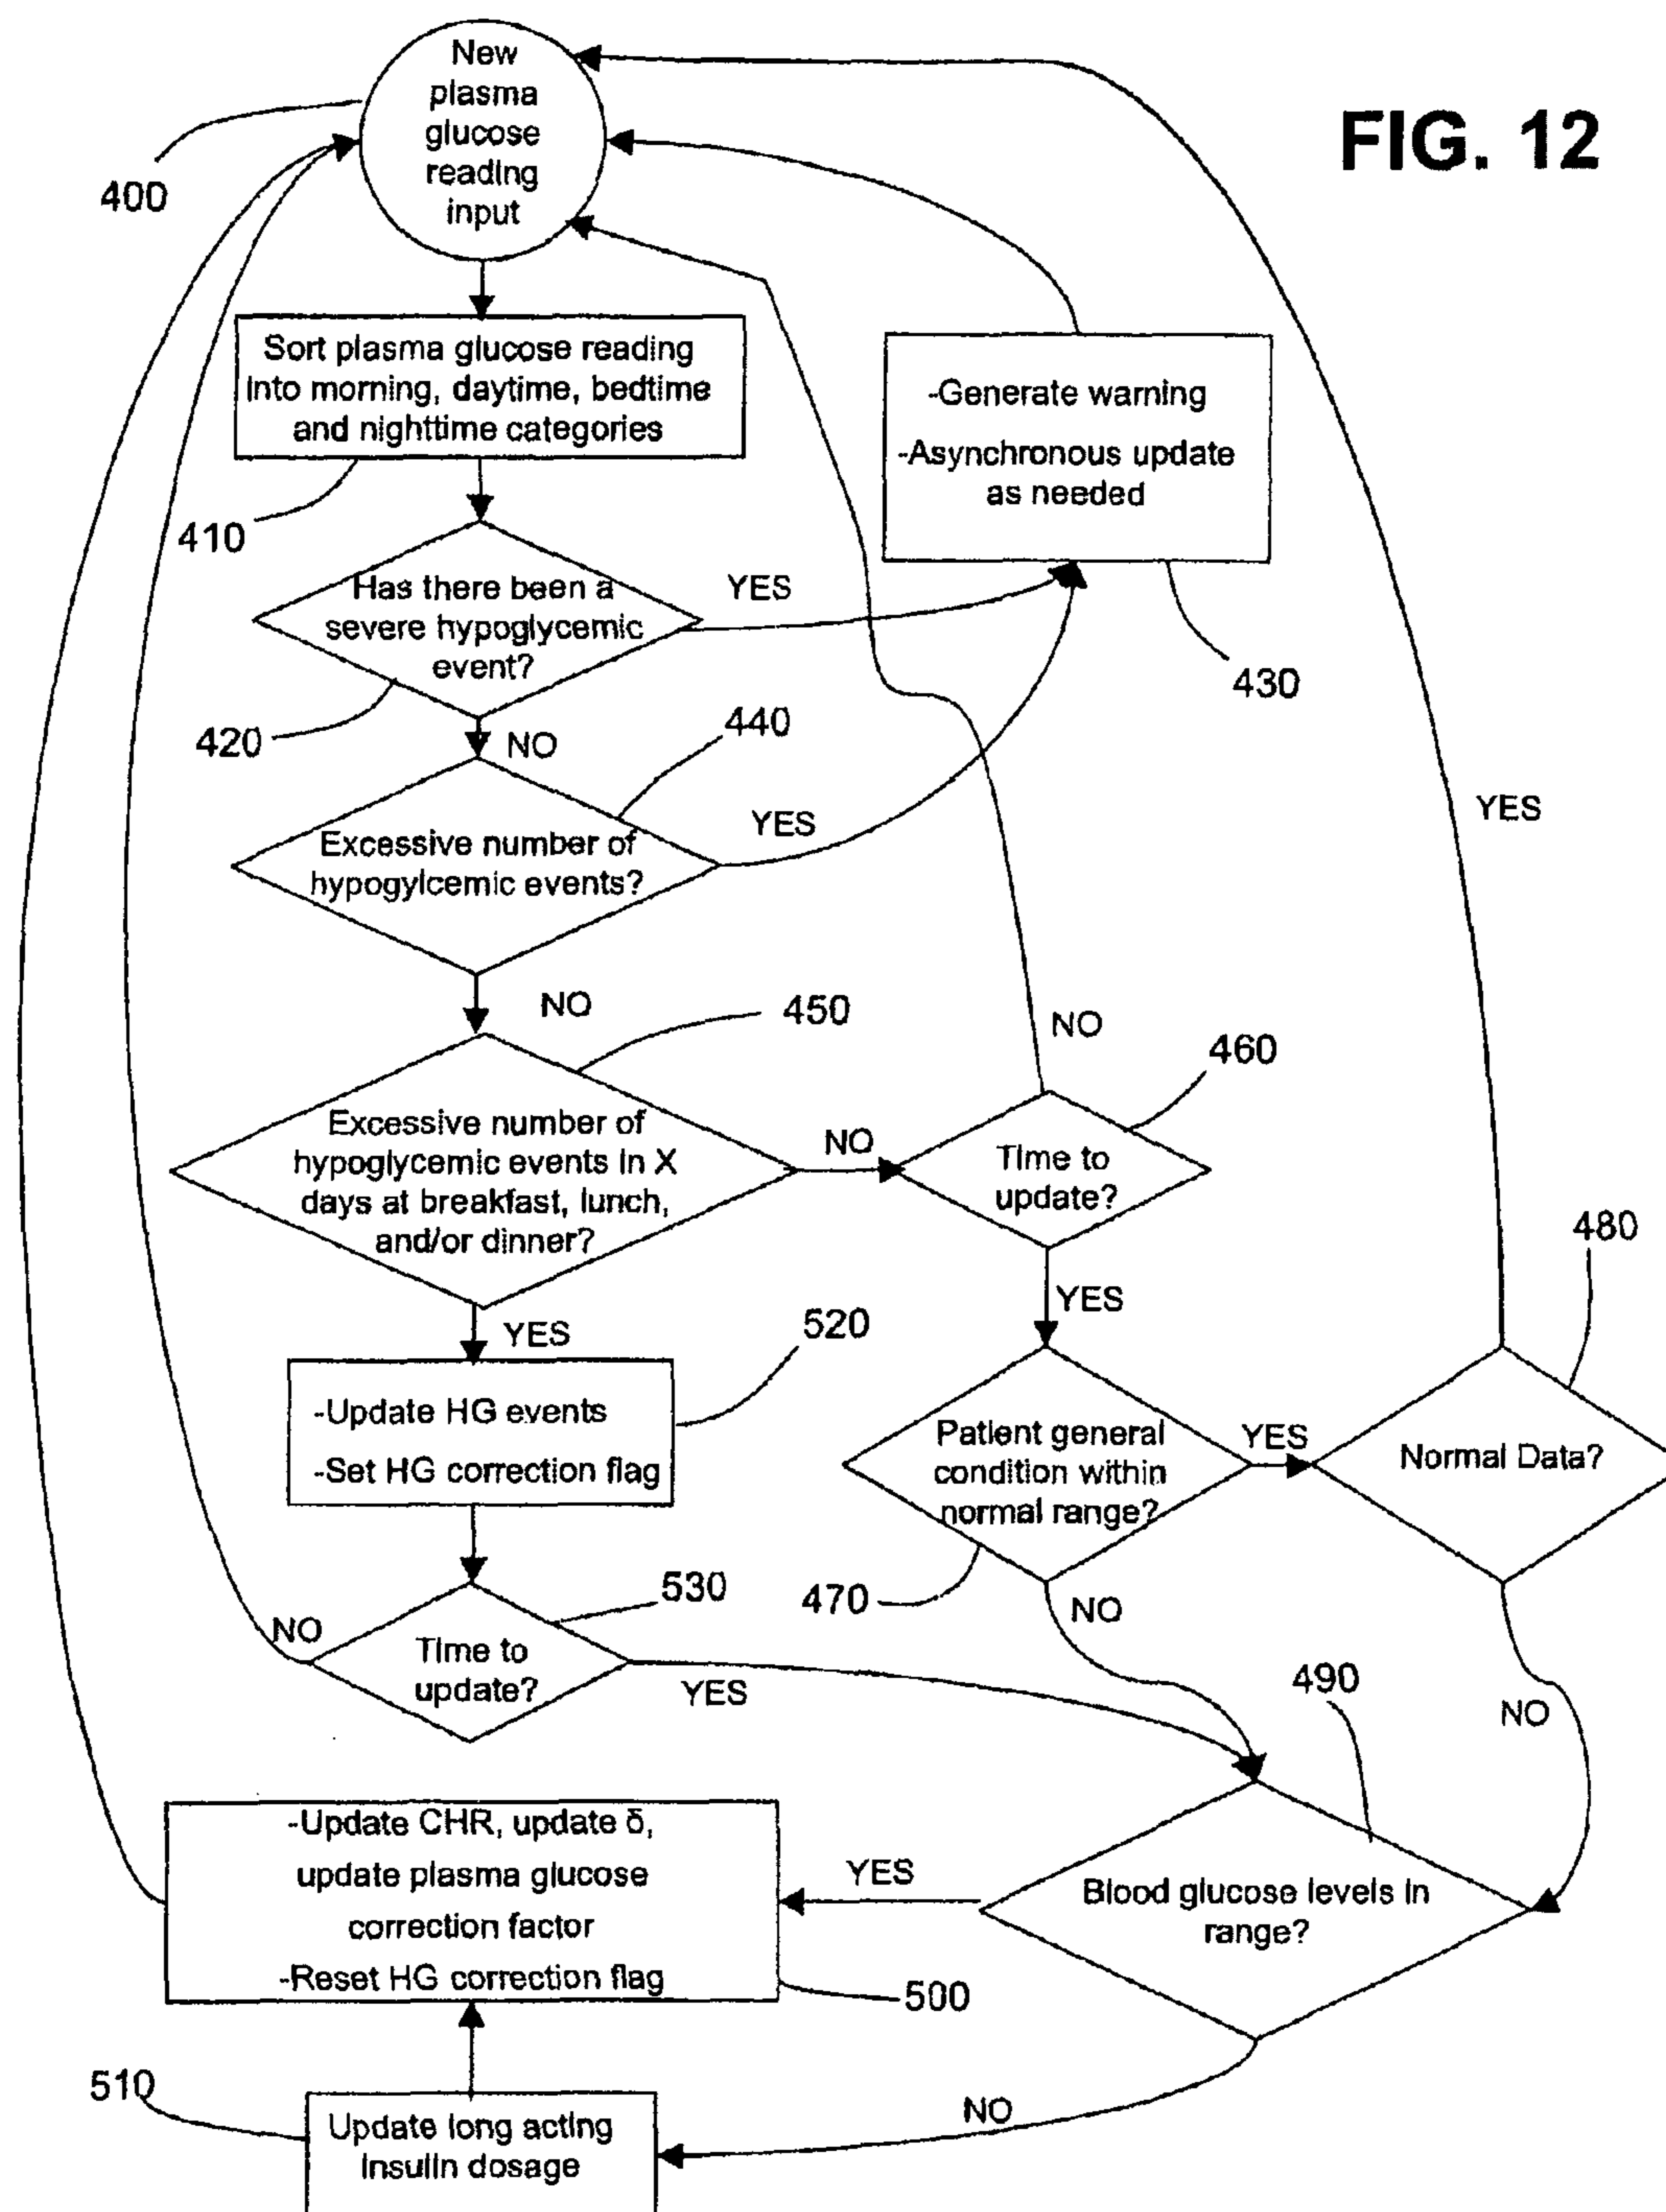 FIG. 12
New
plasma
glucose
reading
input
400
Sort plasma glucose reading
into morning, daytime, bedtime
and nighttime categories
410
-Generate warning
-Asynchronous update
as needed
430
Has there been a
severe hypoglycemic
event?
YES
420
NO
440
Excessive number of
hypogylcemic events?
YES
YES
NO
450
NO
460
Excessive number of
hypoglycemic events in X
days at breakfast, lunch,
and/or dinner?
NO
Time to
update?
480
YES
YES
520
-Update HG events
-Set HG correction flag
Patient general
condition within
normal range?
YES
Normal Data?
470
NO
530
NO
Time to
update?
YES
490
NO
-Update CHR, update δ,
update plasma glucose
correction factor
-Reset HG correction flag
YES
Blood glucose levels in
range?
500
510
Update long acting
insulin dosage
NO